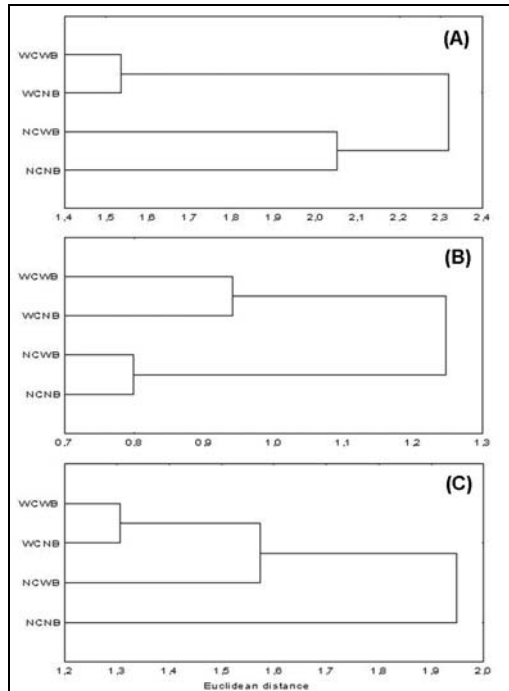 (A)
WCWB
WCNB
NCWB
NCNB
1,4 1,5 1,6 1,7 1,8 1,9 2,0 2,1 2,2 2,3 2,4
(B)
WCWB
WCNB
NCWB
NCNB
0,7 0,8 0,9 1,0 1,1 1,2 1,3
(C)
WCWB
WCNB
NCWB
NCNB
1,2 1,3 1,4 1,5 1,6 1,7 1,8 1,9 2,0
Euclidean distance